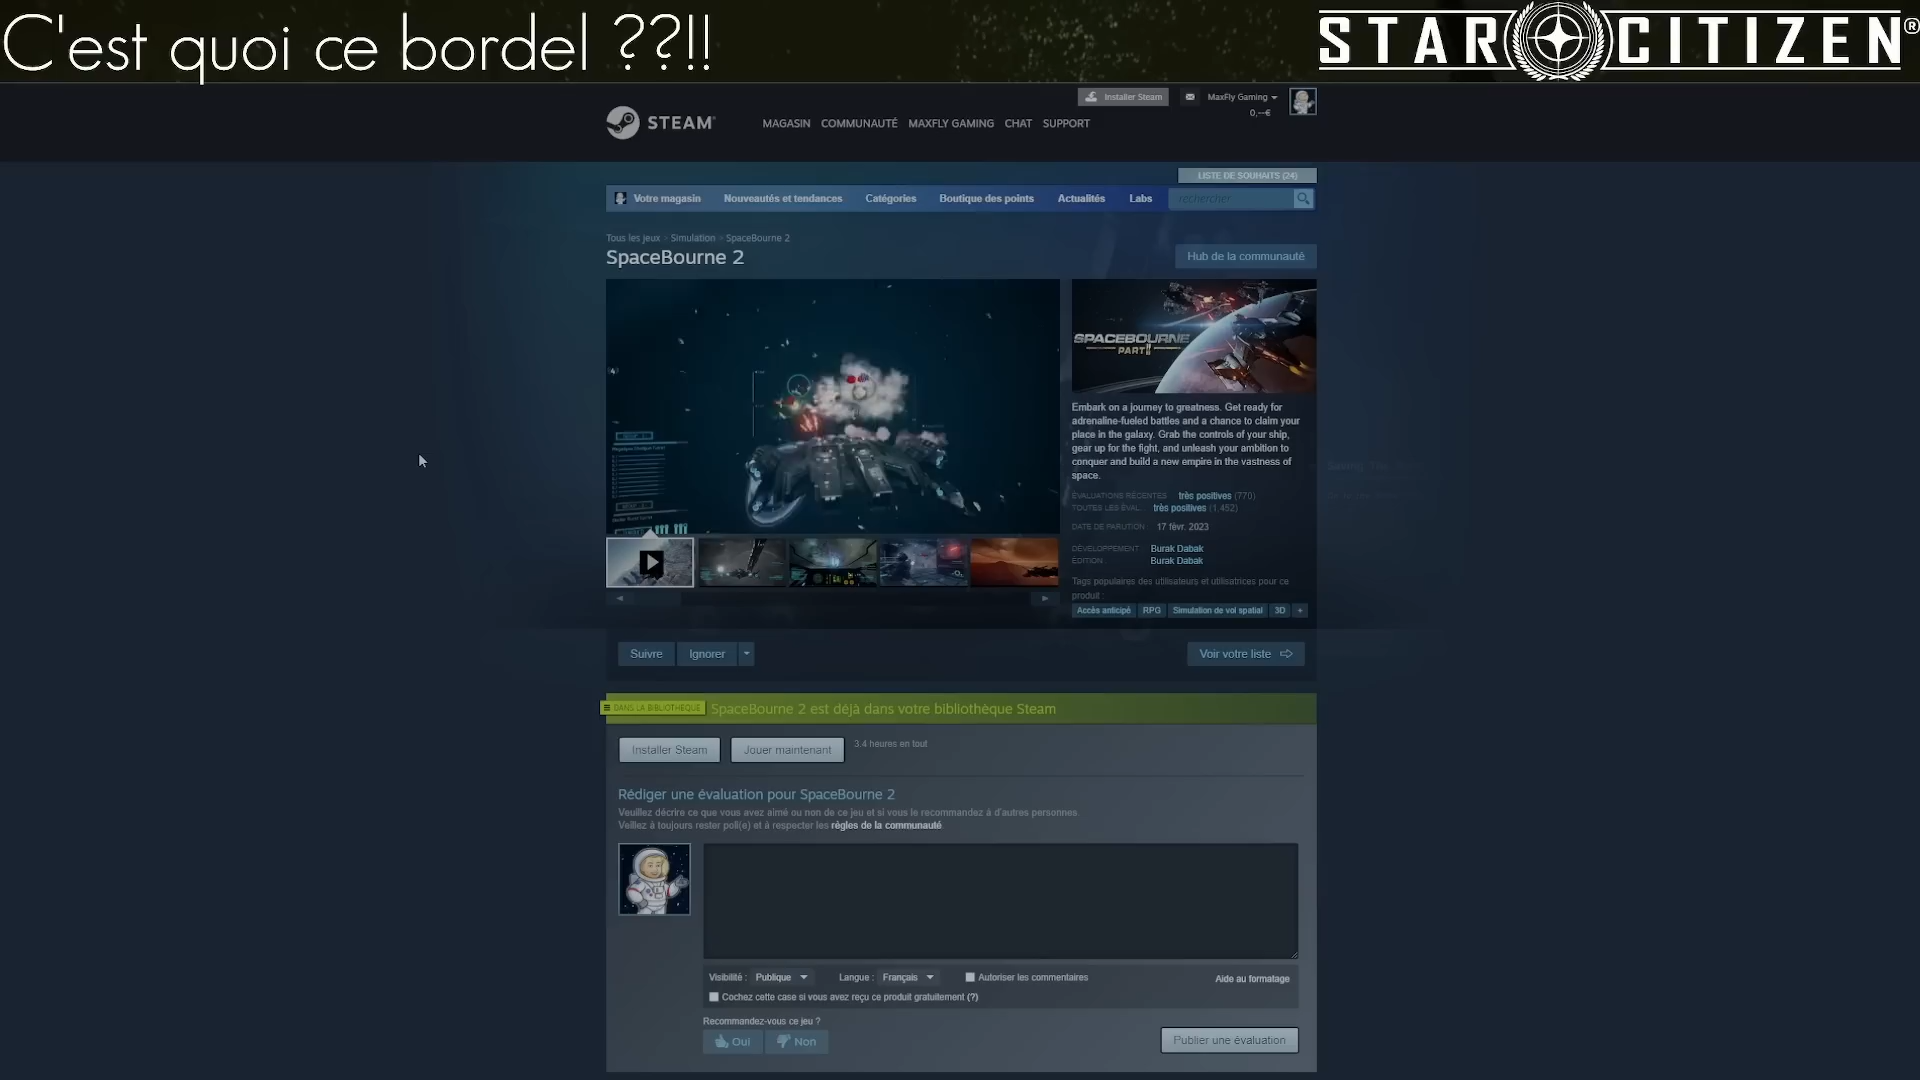 C'est quoi ce bordel ??!!
STAR CITIZEN®
Installer Steam
MaxFly Gaming
0,--€
STEAM
MAGASIN COMMUNAUTÉ MAXFLY GAMING CHAT SUPPORT
LISTE DE SOUHAITS (24)
Votre magasin Nouveautés et tendances Catégories Boutique des points Actualités Labs rechercher
Tous les jeux > Simulation > SpaceBourne 2
SpaceBourne 2
Hub de la communauté
SPACEBOURNE
PART II
Embark on a journey to greatness. Get ready for
adrenaline-fueled battles and a chance to claim your
place in the galaxy. Grab the controls of your ship,
gear up for the fight, and unleash your ambition to
conquer and build a new empire in the vastness of
space.
ÉVALUATIONS RÉCENTES : très positives (770)
TOUTES LES ÉVAL. : très positives (1,452)
DATE DE PARUTION : 17 févr. 2023
DÉVELOPPEMENT : Burak Dabak
ÉDITION : Burak Dabak
Tags populaires des utilisateurs et utilisatrices pour ce
produit :
Accès anticipé RPG Simulation de vol spatial 3D +
Suivre Ignorer
Voir votre liste
DANS LA BIBLIOTHÈQUE SpaceBourne 2 est déjà dans votre bibliothèque Steam
Installer Steam Jouer maintenant 3.4 heures en tout
Rédiger une évaluation pour SpaceBourne 2
Veuillez décrire ce que vous avez aimé ou non de ce jeu et si vous le recommandez à d'autres personnes.
Veillez à toujours rester poli(e) et à respecter les règles de la communauté.
Visibilité : Publique Langue : Français Autoriser les commentaires Aide au formatage
Cochez cette case si vous avez reçu ce produit gratuitement (?)
Recommandez-vous ce jeu ?
Oui Non
Publier une évaluation